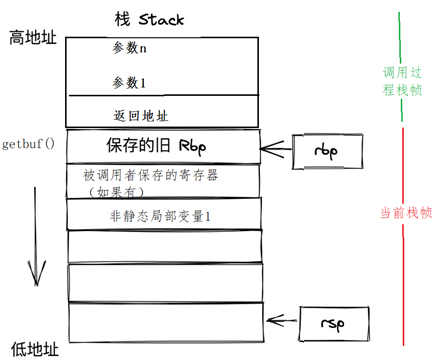 栈 Stack
高地址
参数n
参数1
返回地址
调用过
程栈帧
getbuf()
保存的旧 Rbp
rbp
被调用者保存的寄存器
（如果有）
非静态局部变量1
当前栈帧
rsp
低地址